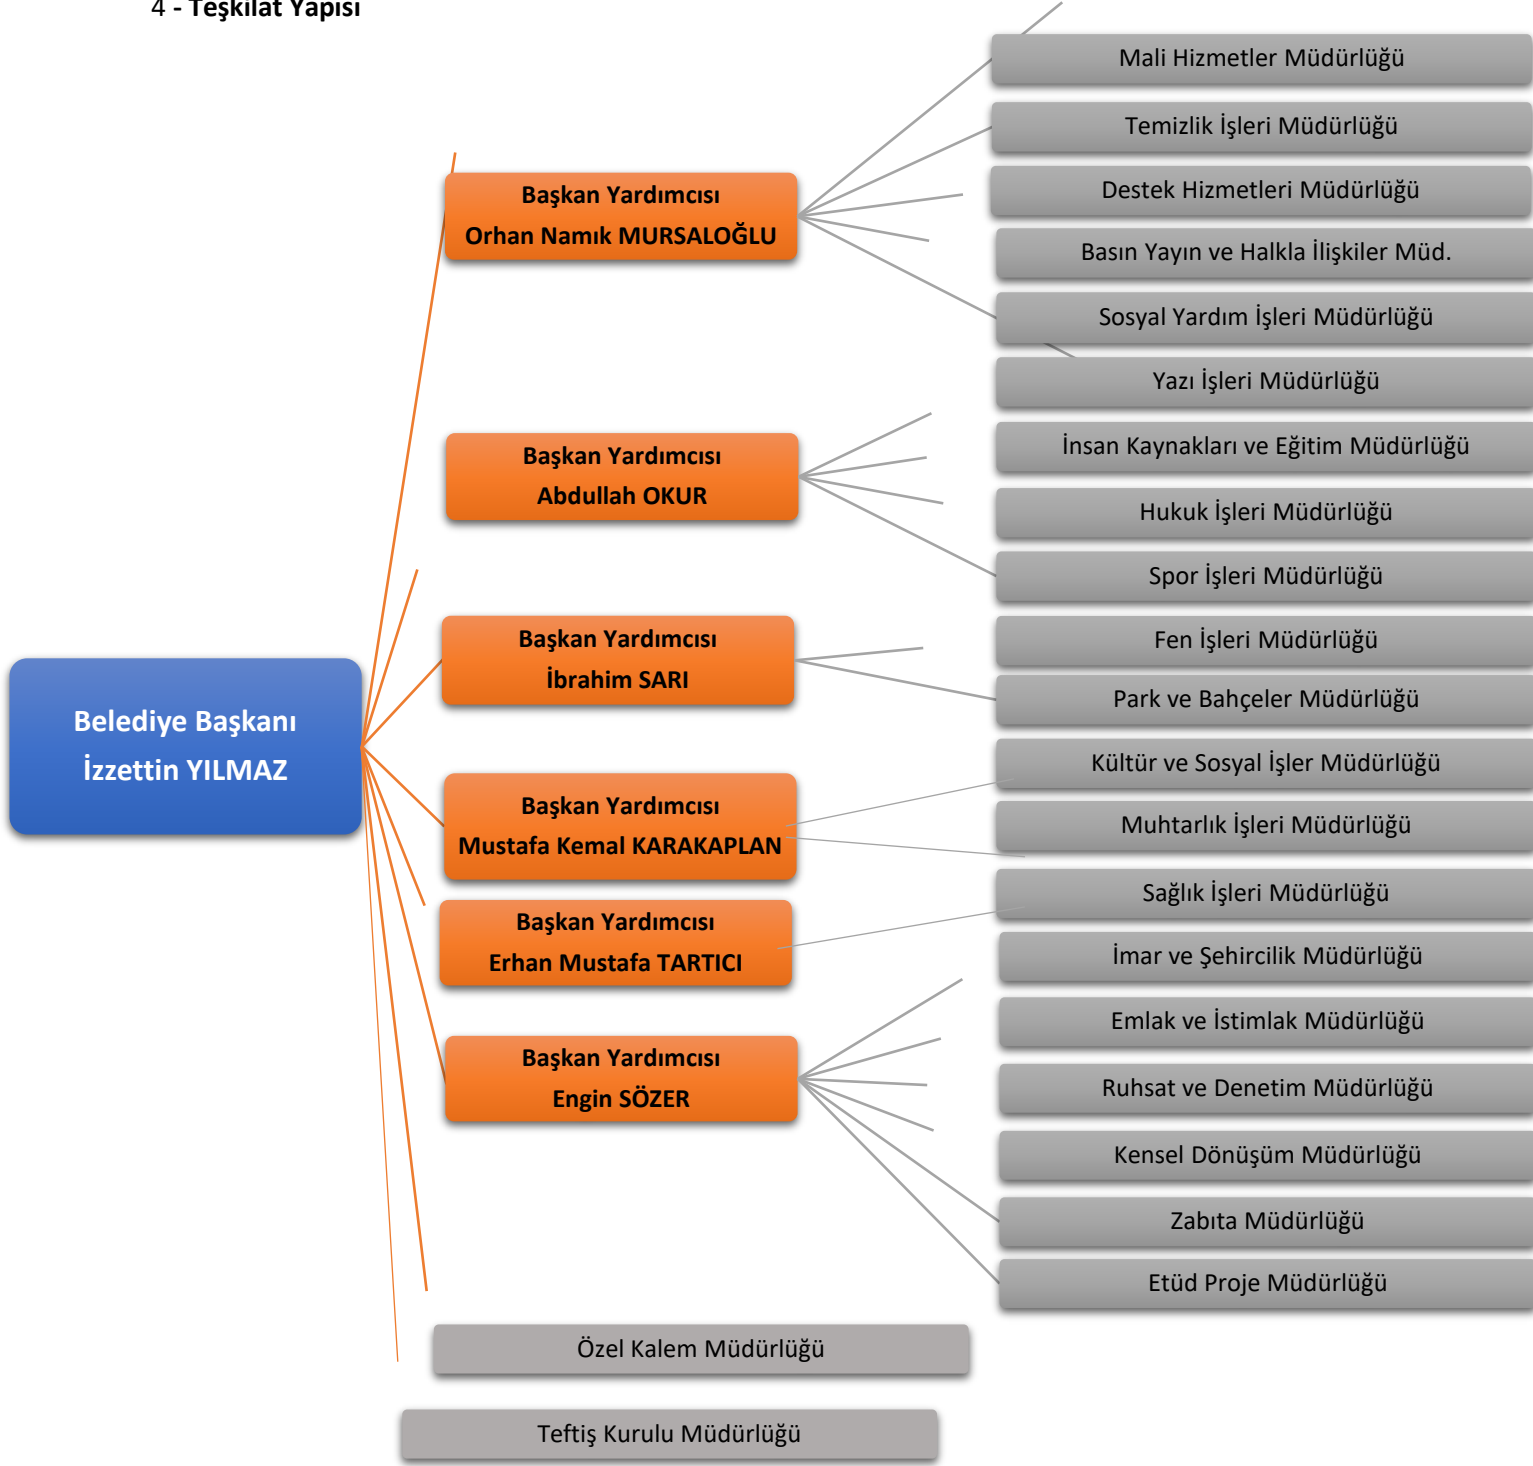 4 - Teşkilat Yapısı
Belediye Başkanı
İzzettin YILMAZ
Başkan Yardımcısı
Orhan Namık MURSALOĞLU
Mali Hizmetler Müdürlüğü
Temizlik İşleri Müdürlüğü
Destek Hizmetleri Müdürlüğü
Basın Yayın ve Halkla İlişkiler Müd.
Sosyal Yardım İşleri Müdürlüğü
Yazı İşleri Müdürlüğü
Başkan Yardımcısı
Abdullah OKUR
İnsan Kaynakları ve Eğitim Müdürlüğü
Hukuk İşleri Müdürlüğü
Spor İşleri Müdürlüğü
Başkan Yardımcısı
İbrahim SARI
Fen İşleri Müdürlüğü
Park ve Bahçeler Müdürlüğü
Başkan Yardımcısı
Mustafa Kemal KARAKAPLAN
Kültür ve Sosyal İşler Müdürlüğü
Muhtarlık İşleri Müdürlüğü
Başkan Yardımcısı
Erhan Mustafa TARTICI
Sağlık İşleri Müdürlüğü
Başkan Yardımcısı
Engin SÖZER
İmar ve Şehircilik Müdürlüğü
Emlak ve İstimlak Müdürlüğü
Ruhsat ve Denetim Müdürlüğü
Kensel Dönüşüm Müdürlüğü
Zabıta Müdürlüğü
Etüd Proje Müdürlüğü
Özel Kalem Müdürlüğü
Teftiş Kurulu Müdürlüğü